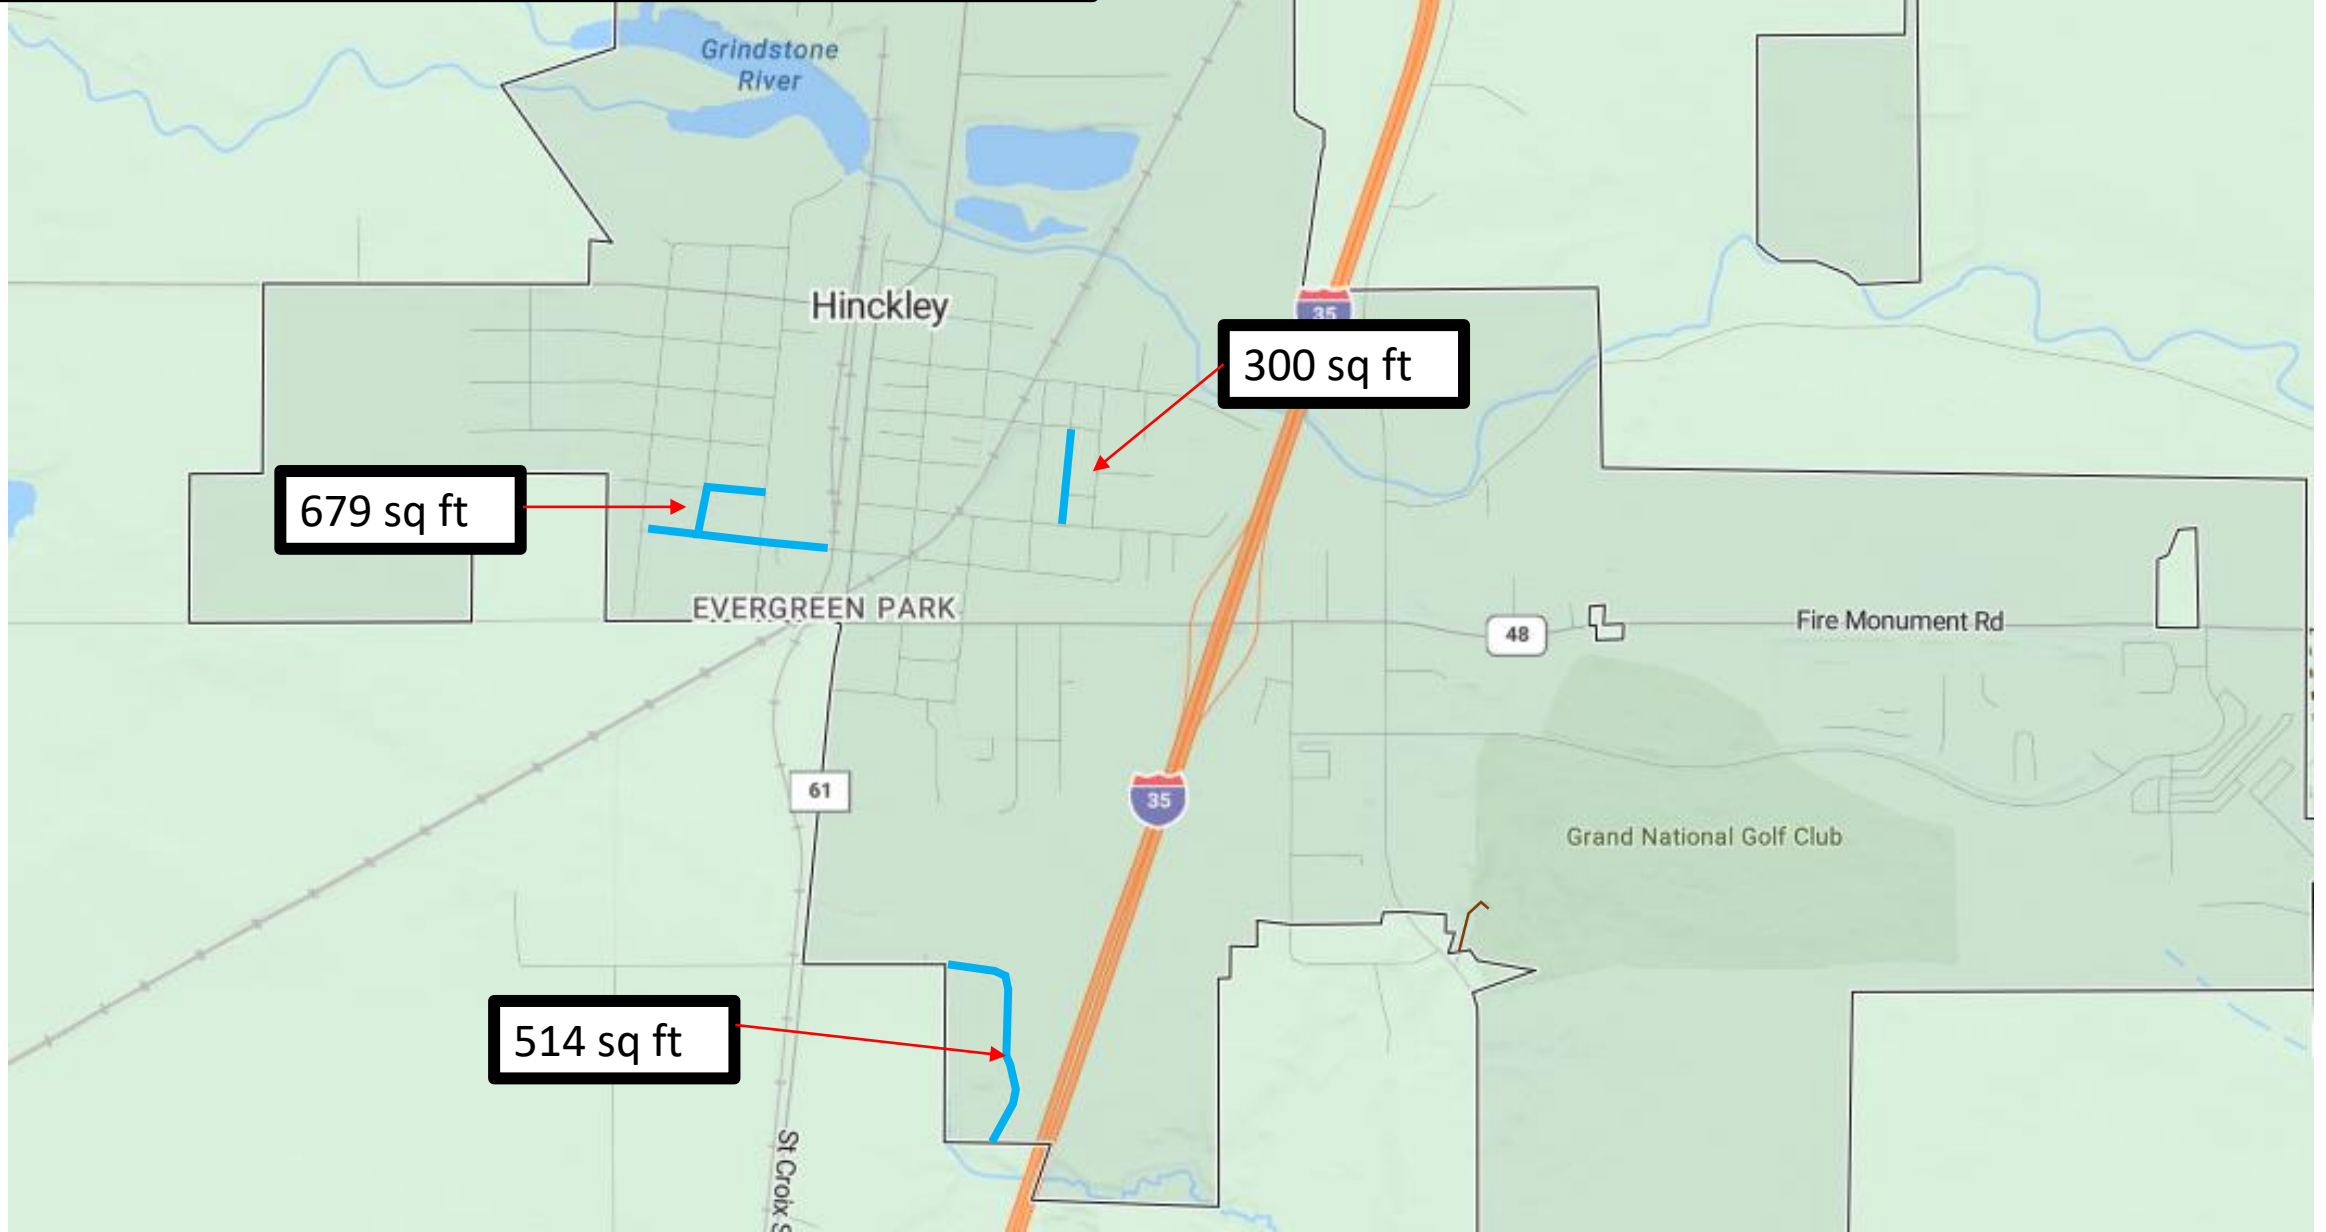 Grindstone
River
Hinckley
35
300 sq ft
679 sq ft
EVERGREEN PARK
48
Fire Monument Rd
61
35
Grand National Golf Club
514 sq ft
St Croix S